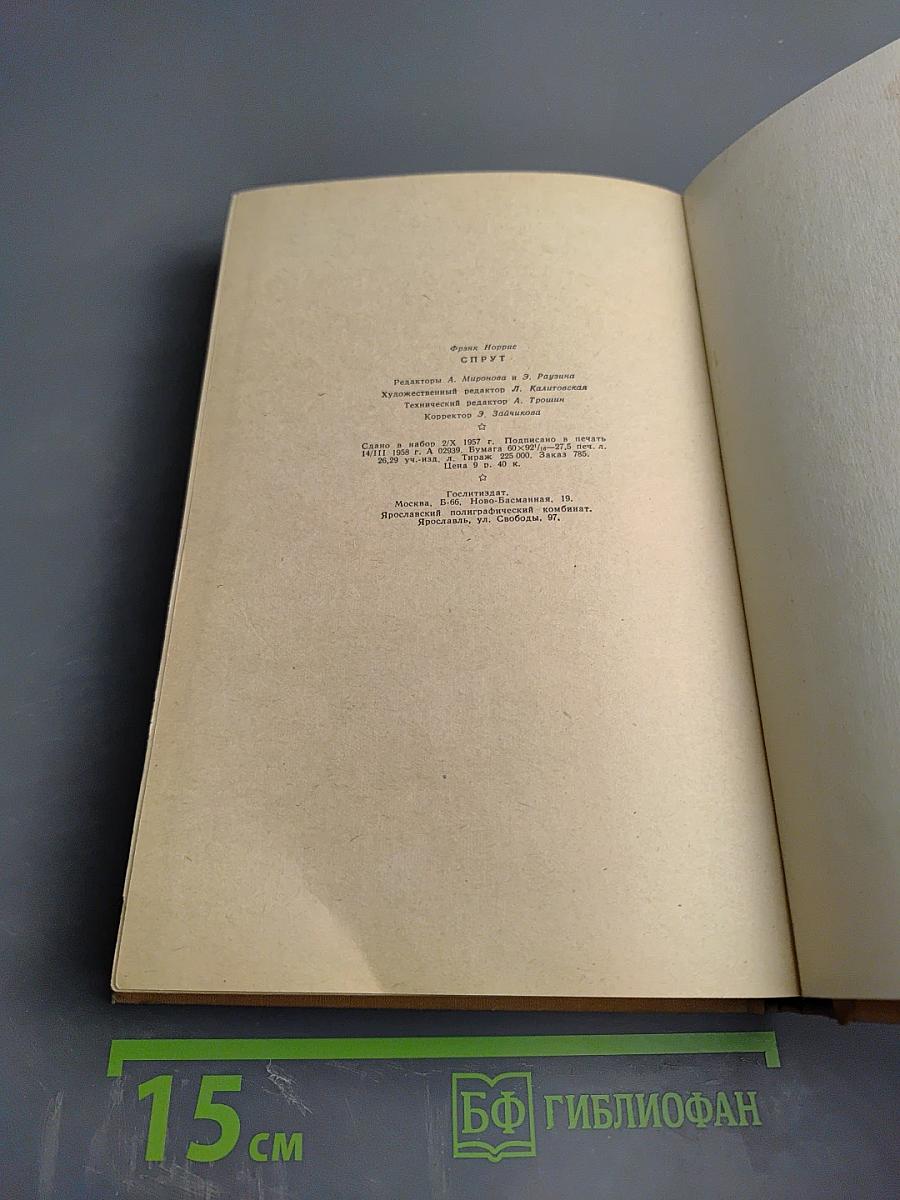 Фрэнк Норрис
СПРУТ
Редакторы А. Миронова и Э. Раузина
Художественный редактор Л. Калитовская
Технический редактор А. Трошин
Корректор Э. Зайчикова
Сдано в набор 2/X 1957 г. Подписано в печать
14/III 1958 г. А 02939. Бумага 60×92 1/16—27,5 печ. л.
26,29 уч.-изд. л. Тираж 225 000. Заказ 785.
Цена 9 р. 40 к.
Гослитиздат.
Москва, Б-66, Ново-Басманная, 19.
Ярославский полиграфический комбинат.
Ярославль, ул. Свободы, 97.
15 см
БФ ГИБЛИОФАН